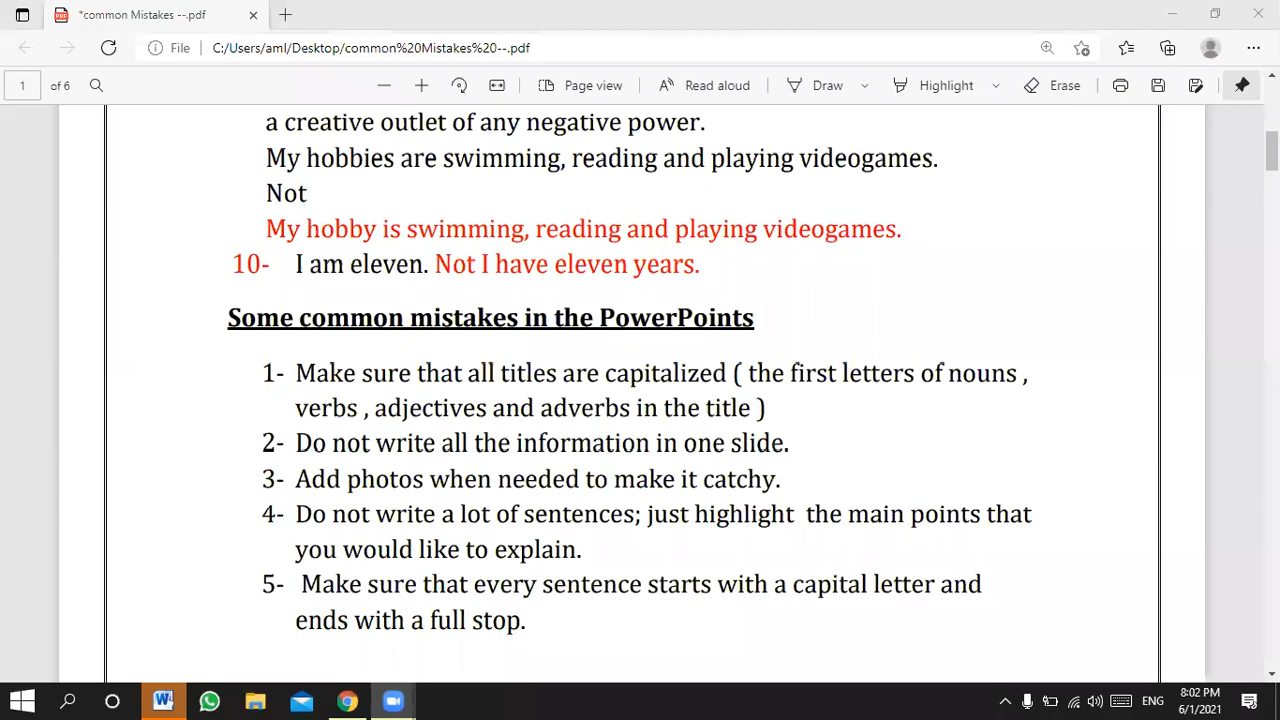 *common Mistakes --.pdf
File C:/Users/aml/Desktop/common%20Mistakes%20--.pdf
1 of 6 Page view Read aloud Draw Highlight Erase
a creative outlet of any negative power.
My hobbies are swimming, reading and playing videogames.
Not
My hobby is swimming, reading and playing videogames.
10- I am eleven. Not I have eleven years.
Some common mistakes in the PowerPoints
1- Make sure that all titles are capitalized ( the first letters of nouns ,
verbs , adjectives and adverbs in the title )
2- Do not write all the information in one slide.
3- Add photos when needed to make it catchy.
4- Do not write a lot of sentences; just highlight the main points that
you would like to explain.
5- Make sure that every sentence starts with a capital letter and
ends with a full stop.
ENG
8:02 PM
6/1/2021